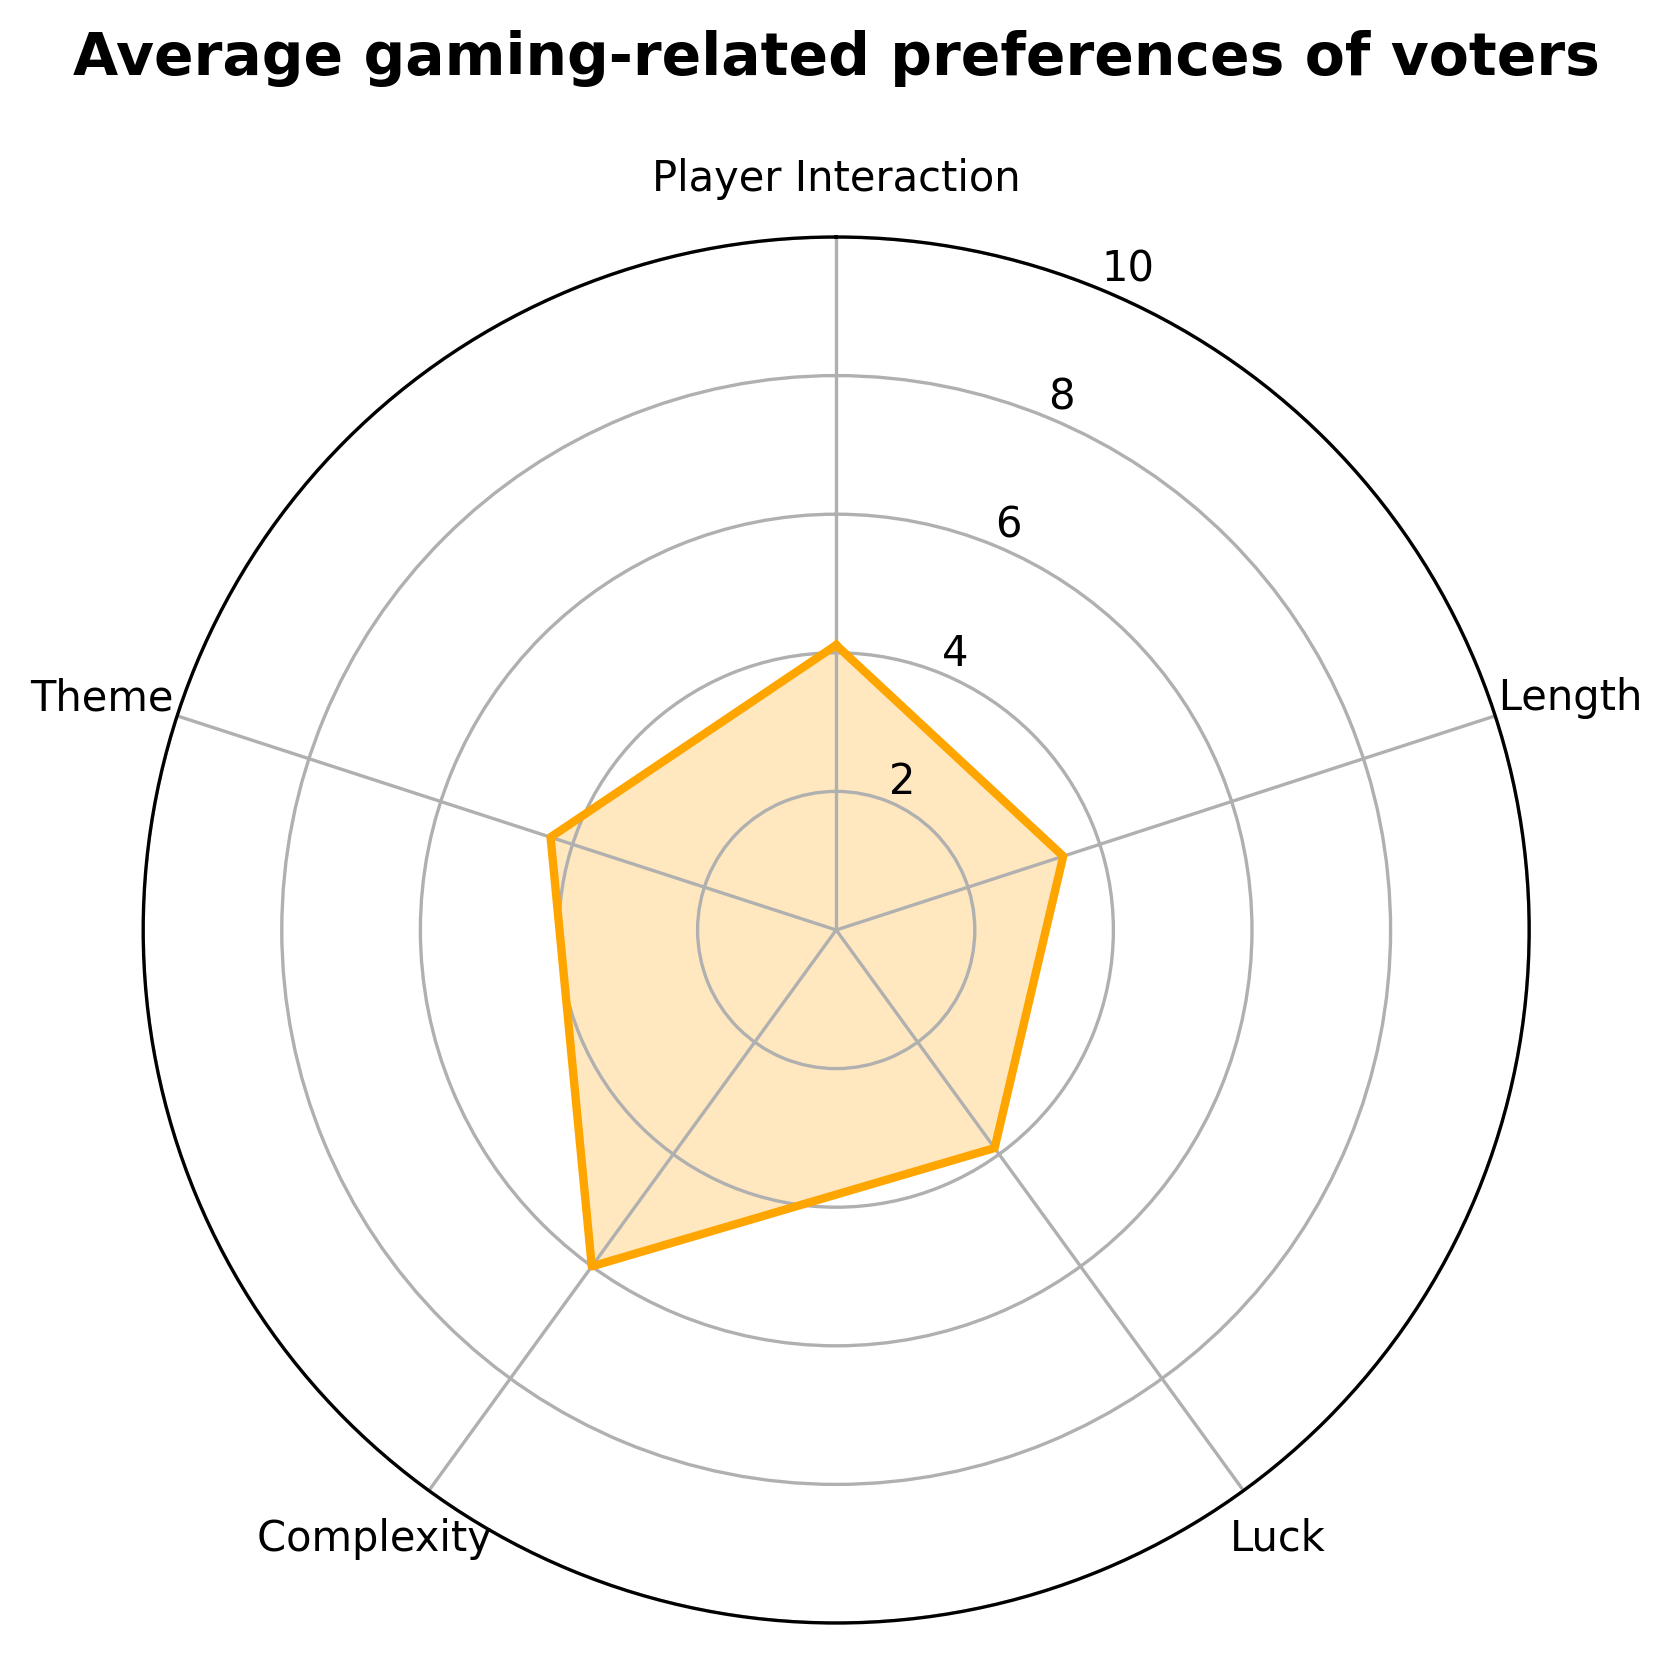 Average gaming-related preferences of voters
Player Interaction
10
8
6
4
2
Theme
Length
Complexity
Luck